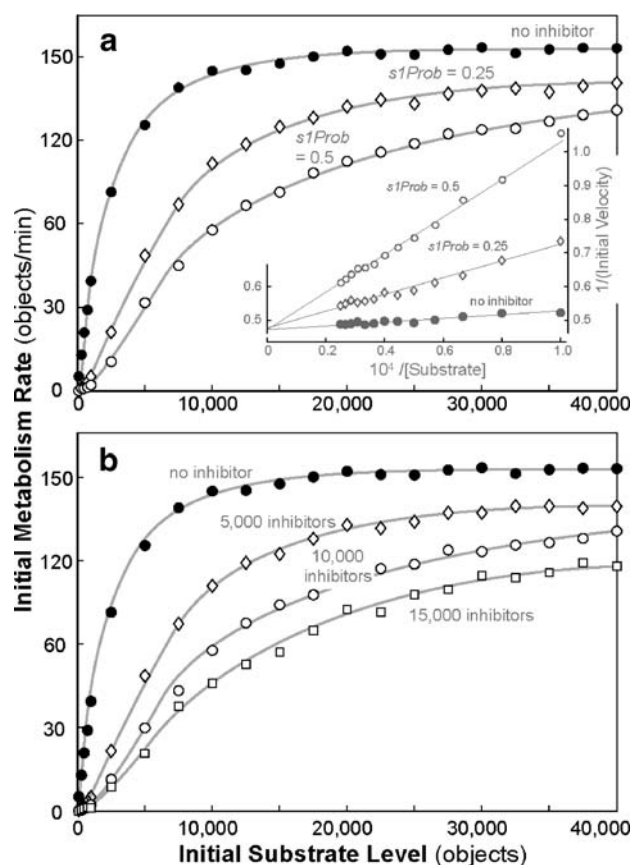 a
no inhibitor
s1Prob = 0.25
s1Prob
= 0.5
150
120
60
30
0
s1Prob = 0.5
s1Prob = 0.25
no inhibitor
1.0
0.9
0.8
0.7
0.6
0.5
1/(Initial Velocity)
0.6
0.5
0 0.2 0.4 0.6 0.8 1.0
10⁴ /[Substrate]
0 10,000 20,000 30,000 40,000
Initial Metabolism Rate (objects/min)
b
no inhibitor
5,000 inhibitors
10,000
inhibitors
15,000 inhibitors
150
120
60
30
0
0 10,000 20,000 30,000 40,000
Initial Substrate Level (objects)